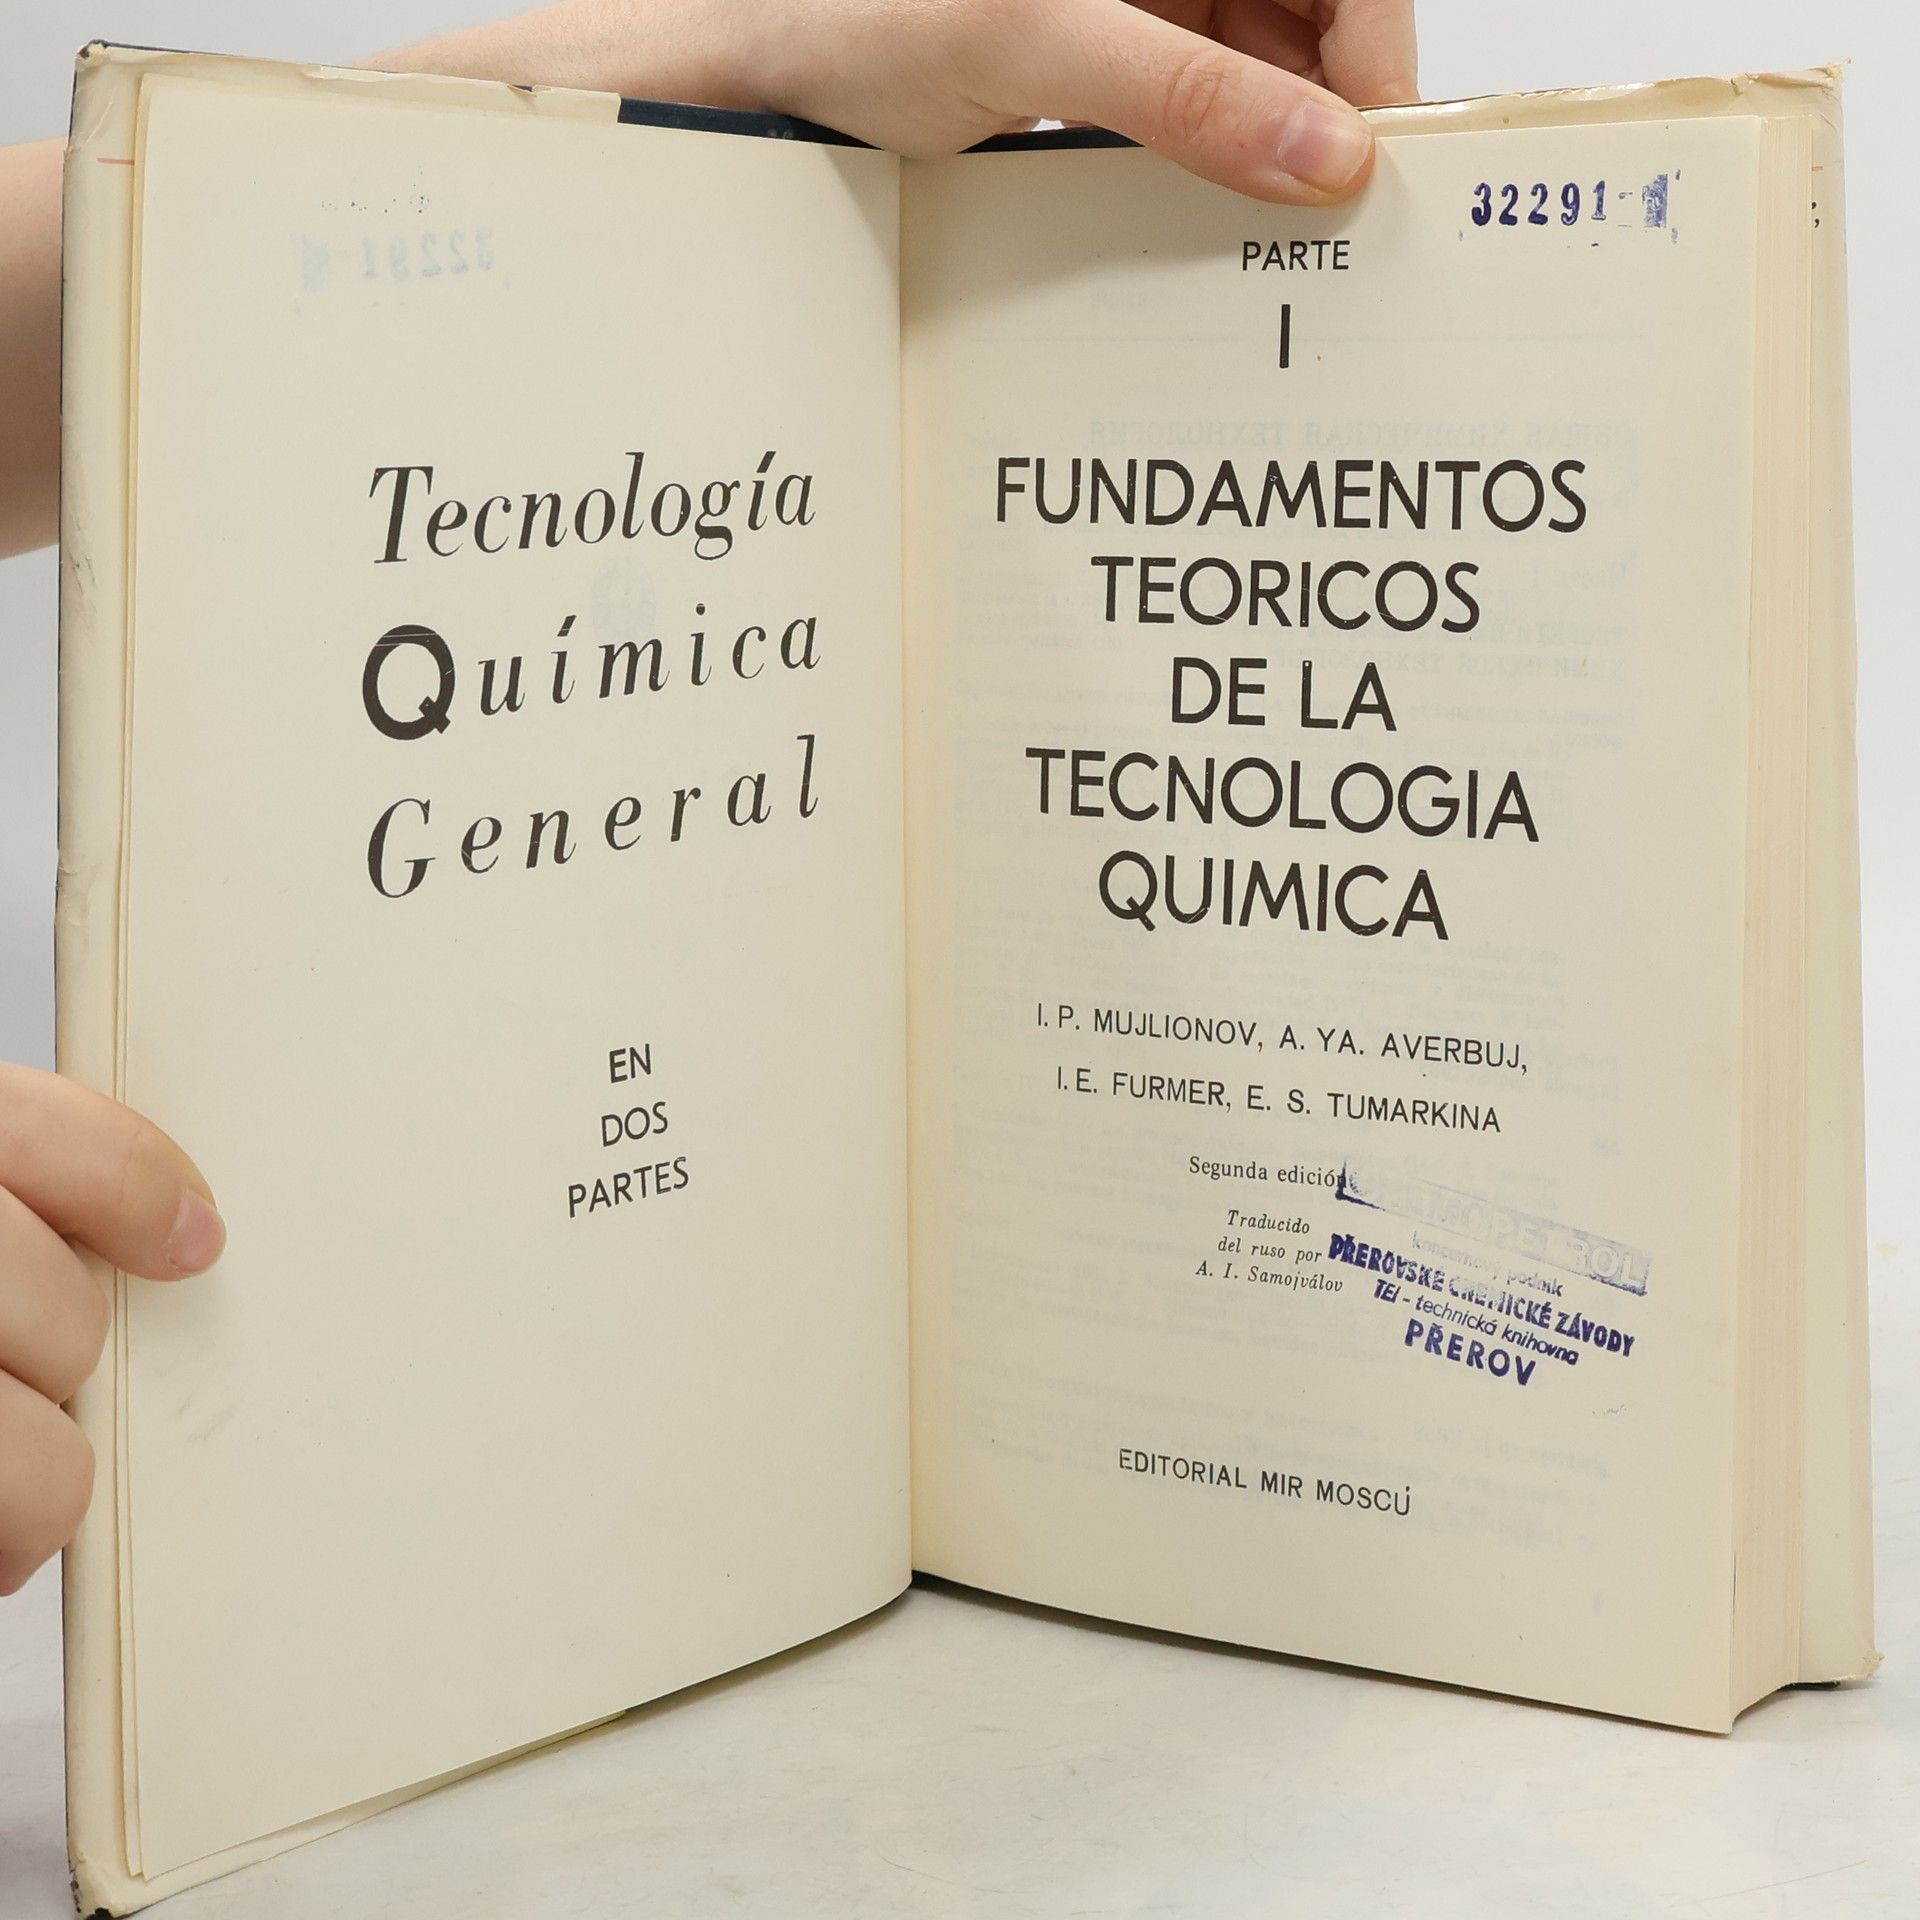 Tecnología
Química
General
EN
DOS
PARTES
32291-1
PARTE
I
FUNDAMENTOS
TEORICOS
DE LA
TECNOLOGIA
QUIMICA
I. P. MUJLIONOV, A. YA. AVERBUJ,
I. E. FURMER, E. S. TUMARKINA
Segunda edición
Traducido
del ruso por
A. I. Samojválov
CHEMOPETROL
koncernový podnik
PŘEROVSKÉ CHEMICKÉ ZÁVODY
TEI - technická knihovna
PŘEROV
EDITORIAL MIR MOSCÚ